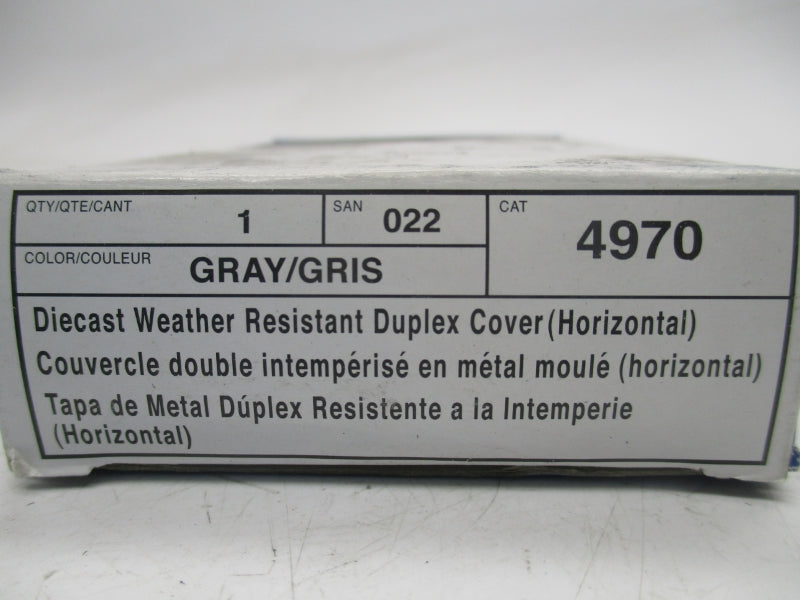 QTY/QTE/CANT 1 SAN 022 CAT 4970
COLOR/COULEUR GRAY/GRIS
Diecast Weather Resistant Duplex Cover (Horizontal)
Couvercle double intempérisé en métal moulé (horizontal)
Tapa de Metal Dúplex Resistente a la Intemperie
(Horizontal)